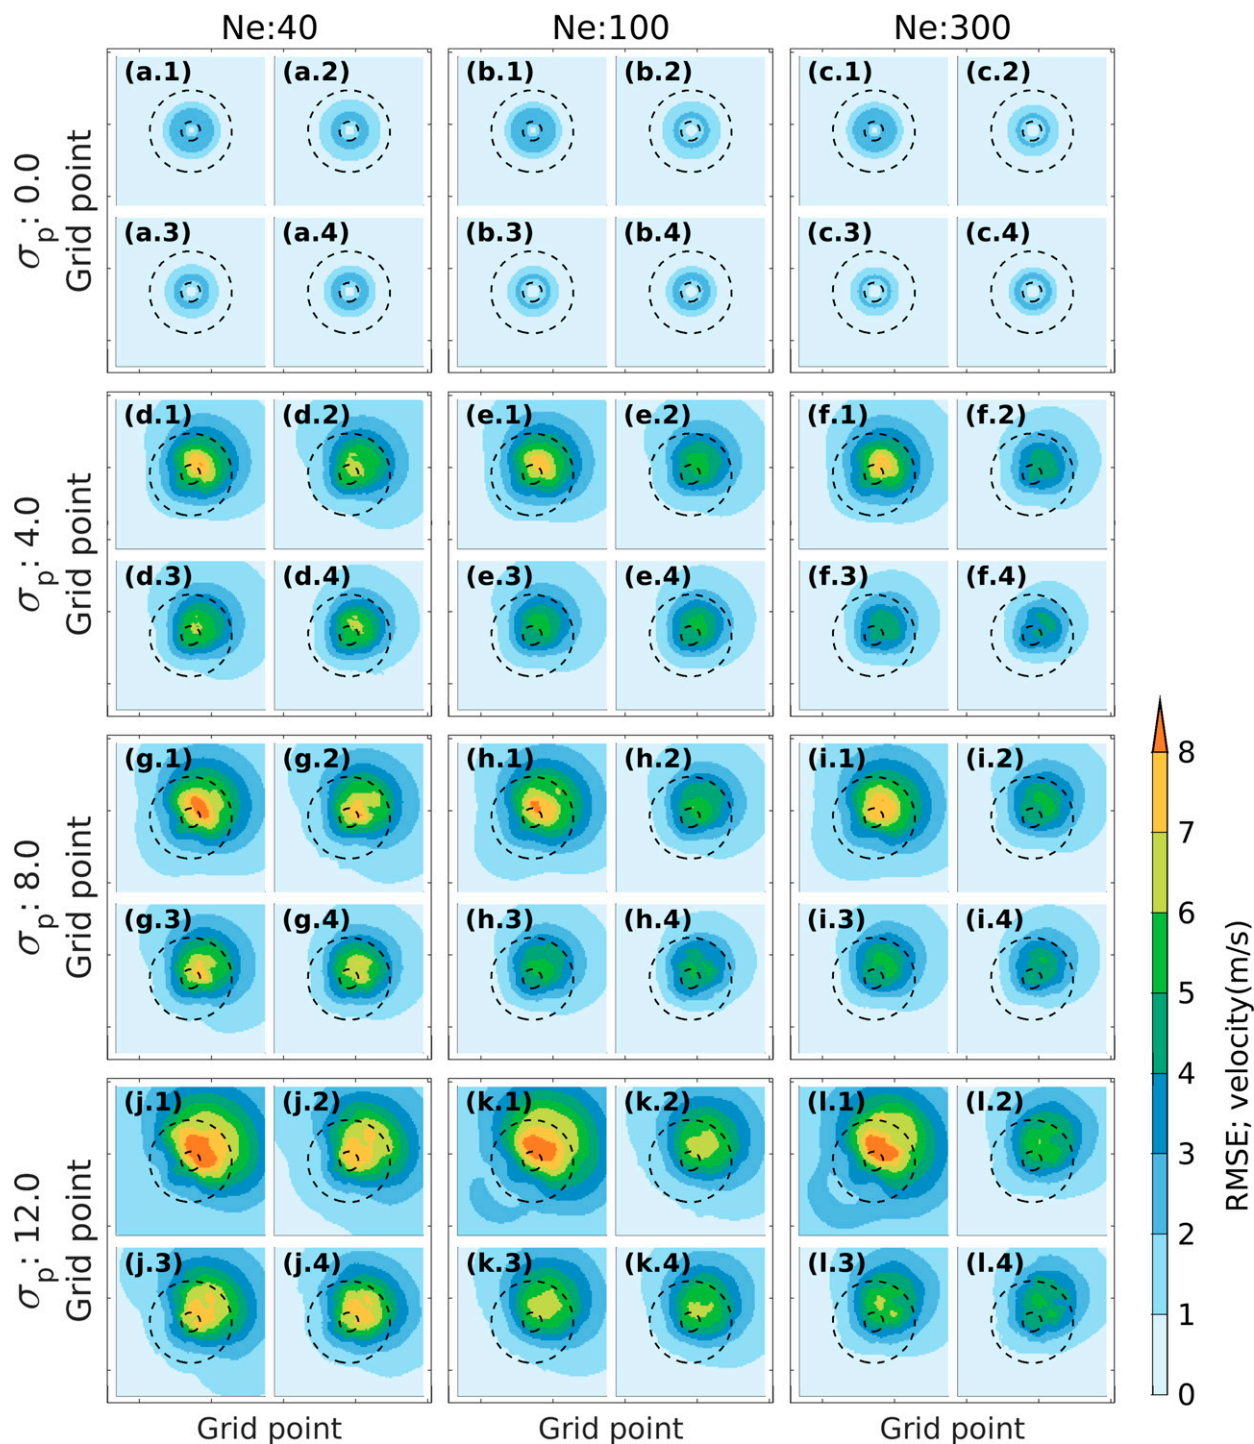 Ne:40 Ne:100 Ne:300
(a.1) (a.2) (b.1) (b.2) (c.1) (c.2)
σp: 0.0
Grid point
(a.3) (a.4) (b.3) (b.4) (c.3) (c.4)
(d.1) (d.2) (e.1) (e.2) (f.1) (f.2)
σp: 4.0
Grid point
(d.3) (d.4) (e.3) (e.4) (f.3) (f.4)
(g.1) (g.2) (h.1) (h.2) (i.1) (i.2)
σp: 8.0
Grid point
(g.3) (g.4) (h.3) (h.4) (i.3) (i.4)
(j.1) (j.2) (k.1) (k.2) (l.1) (l.2)
σp: 12.0
Grid point
(j.3) (j.4) (k.3) (k.4) (l.3) (l.4)
Grid point Grid point Grid point
8
7
6
5
4
3
2
1
0
RMSE; velocity(m/s)